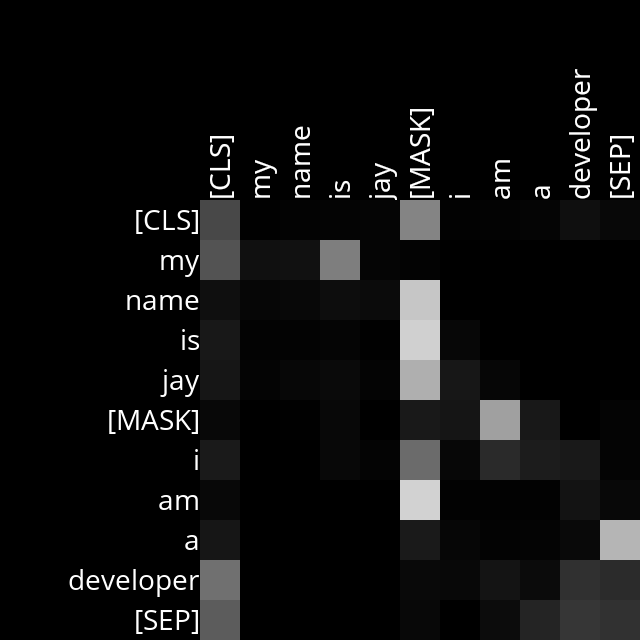 [CLS]
my
name
is
jay
[MASK]
i
am
a
developer
[SEP]
[CLS]
my
name
is
jay
[MASK]
i
am
a
developer
[SEP]